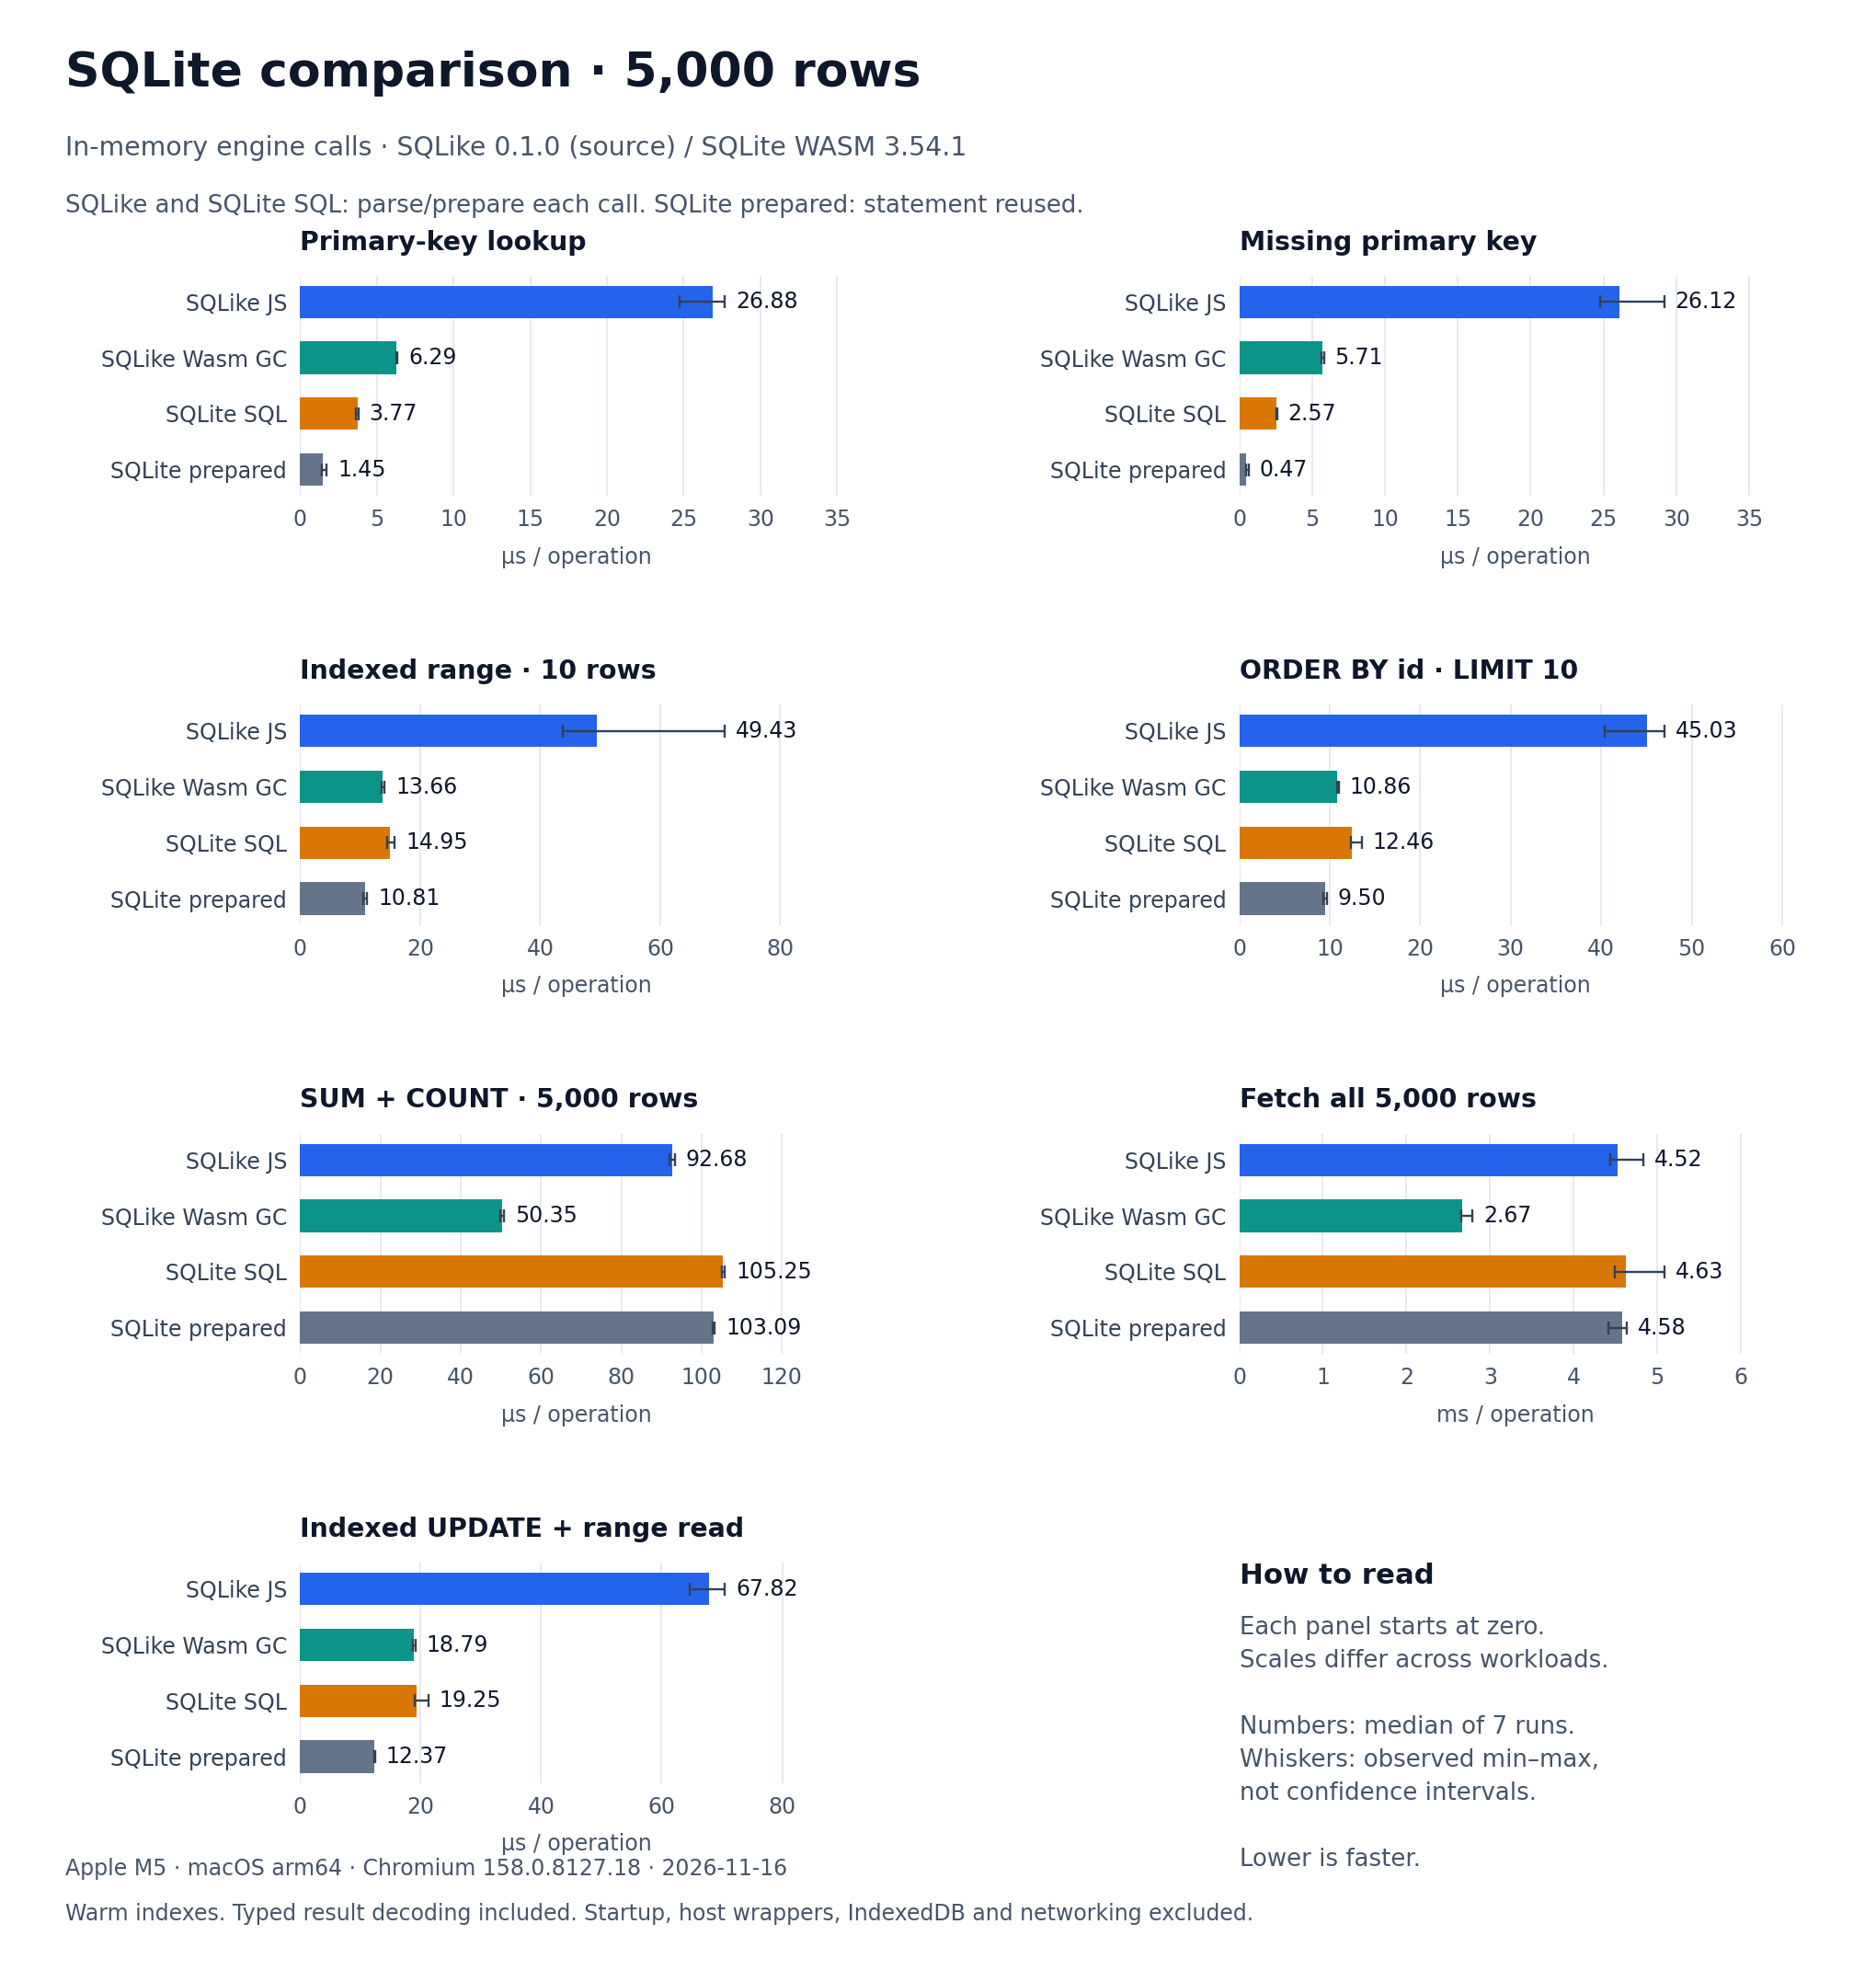 SQLite comparison · 5,000 rows
In-memory engine calls · SQLike 0.1.0 (source) / SQLite WASM 3.54.1
SQLike and SQLite SQL: parse/prepare each call. SQLite prepared: statement reused.
Primary-key lookup
SQLike JS 26.88
SQLike Wasm GC 6.29
SQLite SQL 3.77
SQLite prepared 1.45
0 5 10 15 20 25 30 35
µs / operation
Missing primary key
SQLike JS 26.12
SQLike Wasm GC 5.71
SQLite SQL 2.57
SQLite prepared 0.47
0 5 10 15 20 25 30 35
µs / operation
Indexed range · 10 rows
SQLike JS 49.43
SQLike Wasm GC 13.66
SQLite SQL 14.95
SQLite prepared 10.81
0 20 40 60 80
µs / operation
ORDER BY id · LIMIT 10
SQLike JS 45.03
SQLike Wasm GC 10.86
SQLite SQL 12.46
SQLite prepared 9.50
0 10 20 30 40 50 60
µs / operation
SUM + COUNT · 5,000 rows
SQLike JS 92.68
SQLike Wasm GC 50.35
SQLite SQL 105.25
SQLite prepared 103.09
0 20 40 60 80 100 120
µs / operation
Fetch all 5,000 rows
SQLike JS 4.52
SQLike Wasm GC 2.67
SQLite SQL 4.63
SQLite prepared 4.58
0 1 2 3 4 5 6
ms / operation
Indexed UPDATE + range read
SQLike JS 67.82
SQLike Wasm GC 18.79
SQLite SQL 19.25
SQLite prepared 12.37
0 20 40 60 80
µs / operation
How to read
Each panel starts at zero.
Scales differ across workloads.
Numbers: median of 7 runs.
Whiskers: observed min–max,
not confidence intervals.
Lower is faster.
Apple M5 · macOS arm64 · Chromium 158.0.8127.18 · 2026-11-16
Warm indexes. Typed result decoding included. Startup, host wrappers, IndexedDB and networking excluded.